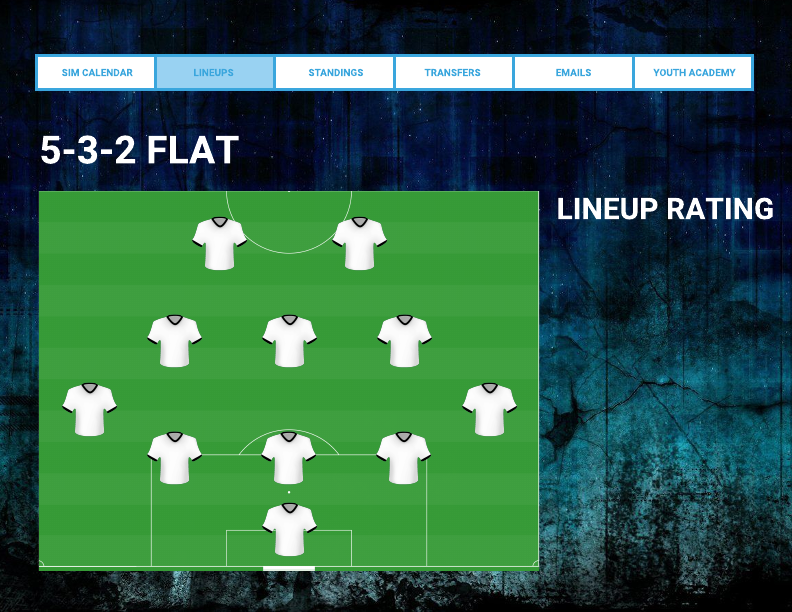 SIM CALENDAR
LINEUPS
STANDINGS
TRANSFERS
EMAILS
YOUTH ACADEMY
5-3-2 FLAT
LINEUP RATING